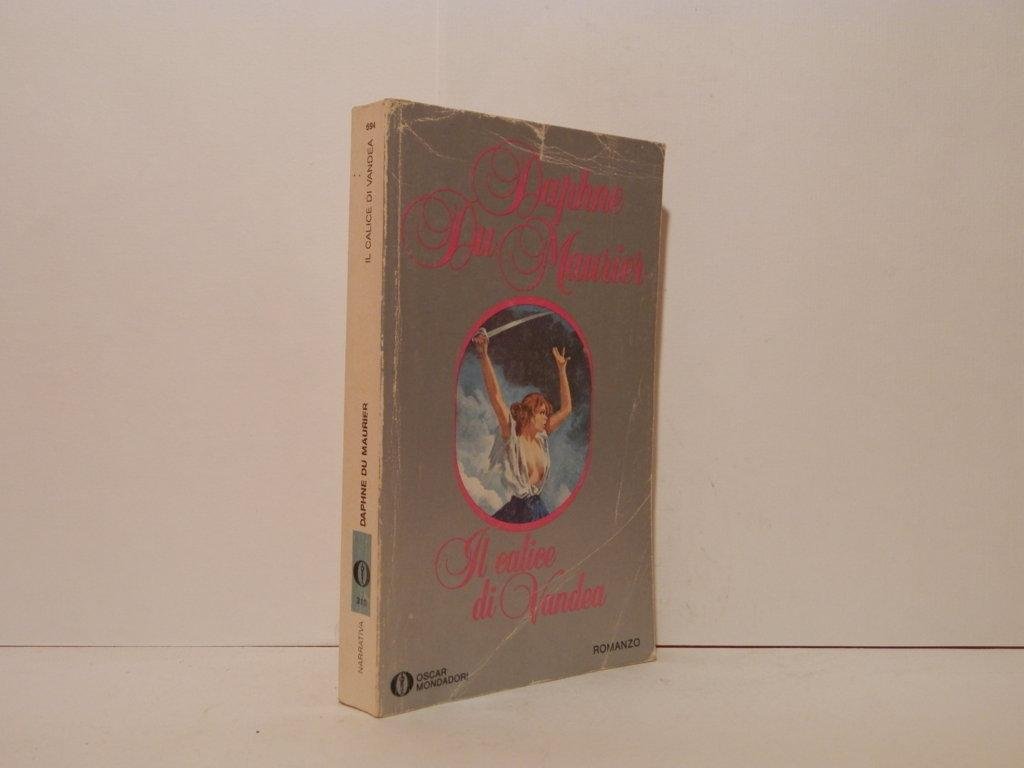 694
IL CALICE DI VANDEA
DAPHNE DU MAURIER
310
NARRATIVA
Daphne
Du Maurier
Il calice
di Vandea
ROMANZO
OSCAR
MONDADORI